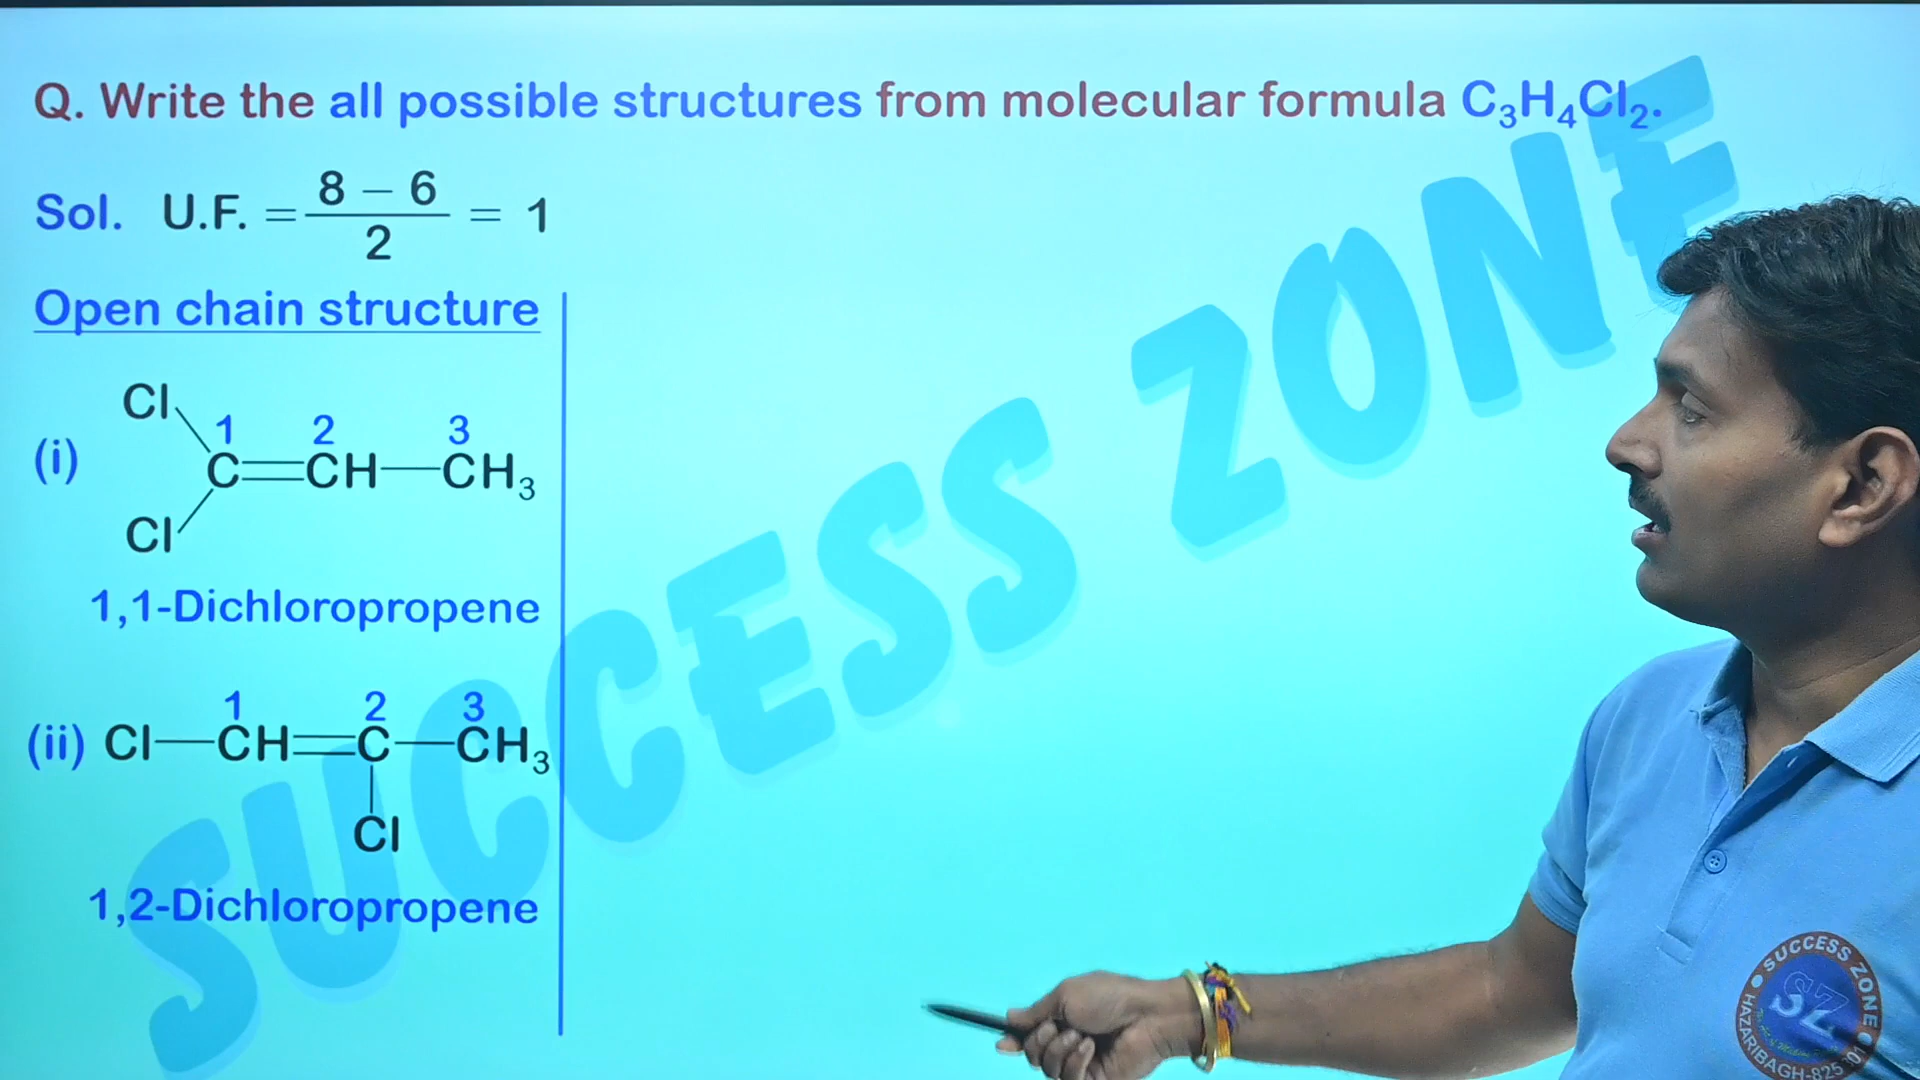 Q. Write the all possible structures from molecular formula C₃H₄Cl₂.
Sol. U.F. = 8 – 6 / 2 = 1
Open chain structure
(i) Cl Cl C=CH—CH₃
1 2 3
1,1-Dichloropropene
(ii) Cl—CH=C—CH₃
1 2 3
Cl
1,2-Dichloropropene
SUCCESS ZONE
SUCCESS ZONE
SZ
HAZARIBAGH-825